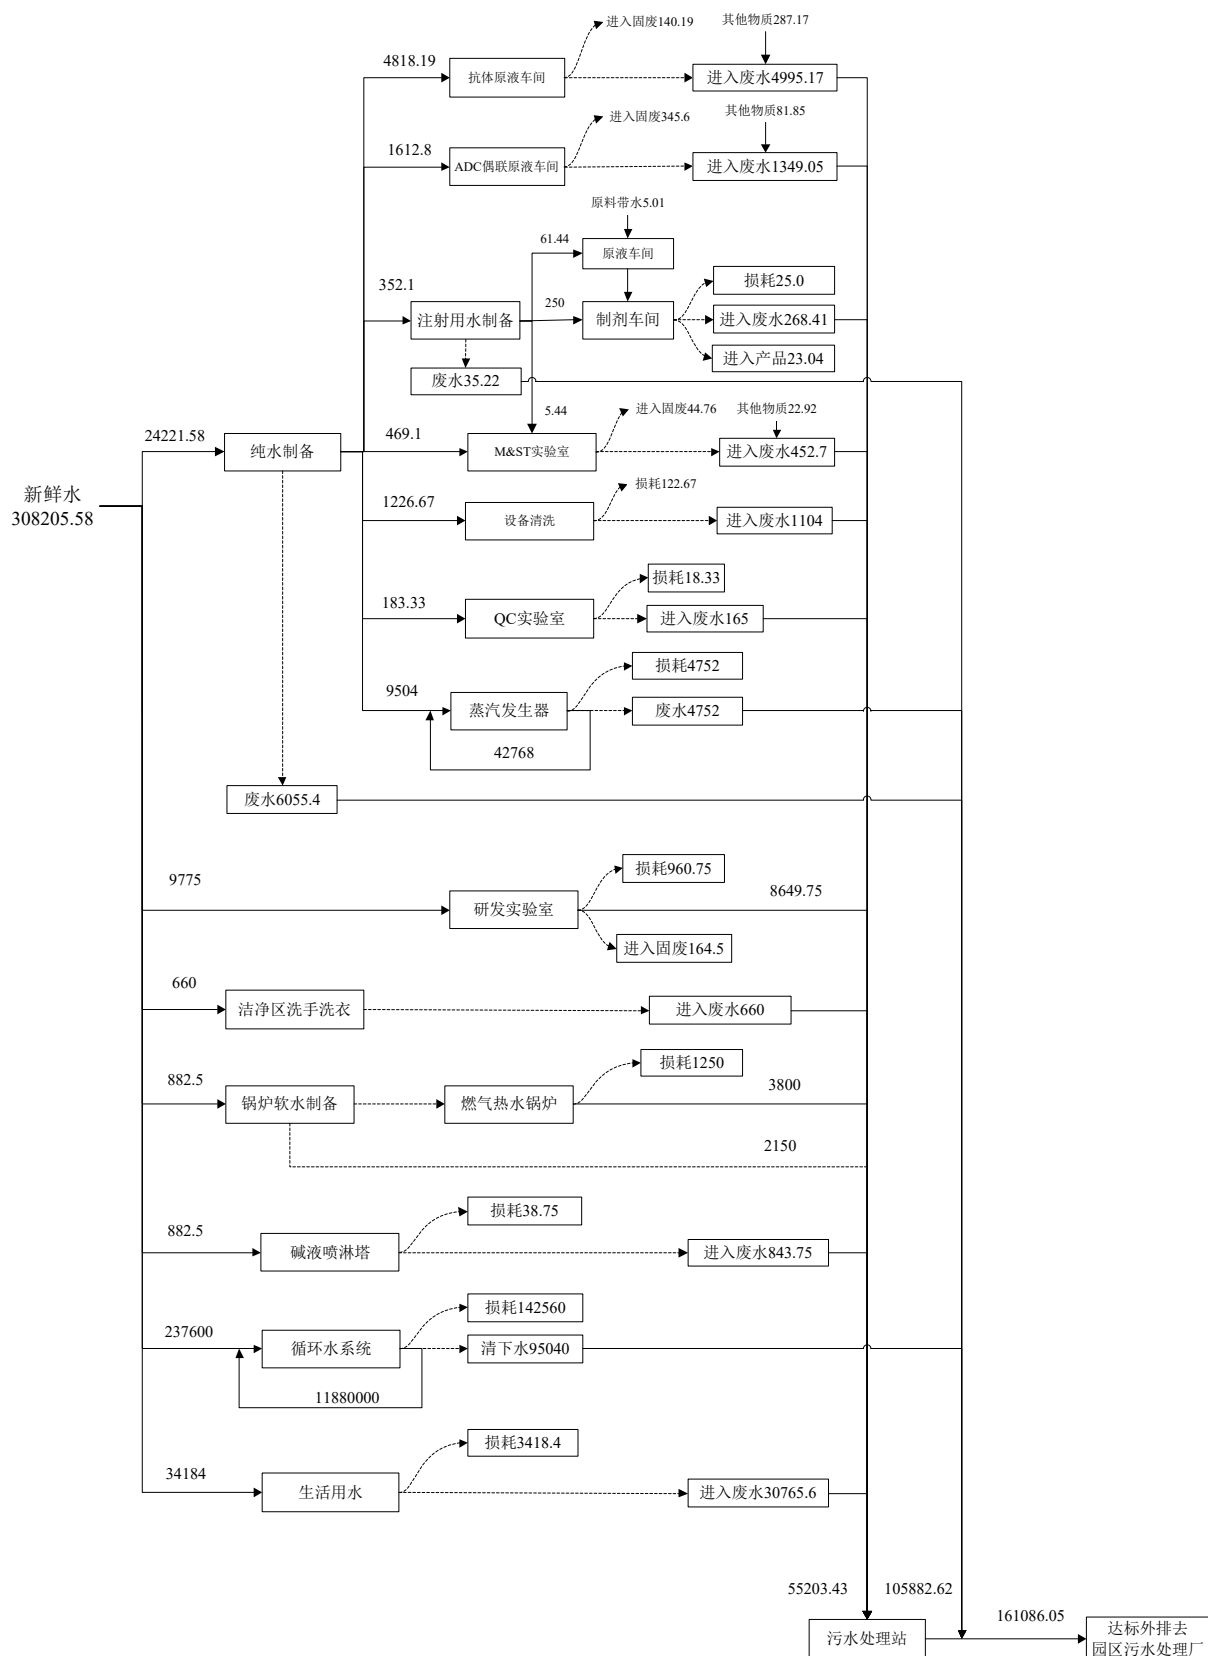 进入固废140.19
其他物质287.17
4818.19
抗体原液车间
进入废水4995.17
进入固废345.6
其他物质81.85
1612.8
ADC偶联原液车间
进入废水1349.05
原料带水5.01
61.44
原液车间
352.1
注射用水制备
250
制剂车间
损耗25.0
进入废水268.41
进入产品23.04
废水35.22
5.44
进入固废44.76
其他物质22.92
24221.58
纯水制备
469.1
M&ST实验室
进入废水452.7
新鲜水
308205.58
损耗122.67
1226.67
设备清洗
进入废水1104
损耗18.33
183.33
QC实验室
进入废水165
损耗4752
9504
蒸汽发生器
废水4752
42768
废水6055.4
损耗960.75
9775
研发实验室
8649.75
进入固废164.5
660
洁净区洗手洗衣
进入废水660
损耗1250
882.5
锅炉软水制备
燃气热水锅炉
3800
2150
损耗38.75
882.5
碱液喷淋塔
进入废水843.75
损耗142560
237600
循环水系统
清下水95040
11880000
损耗3418.4
34184
生活用水
进入废水30765.6
55203.43
105882.62
161086.05
污水处理站
达标外排去
园区污水处理厂